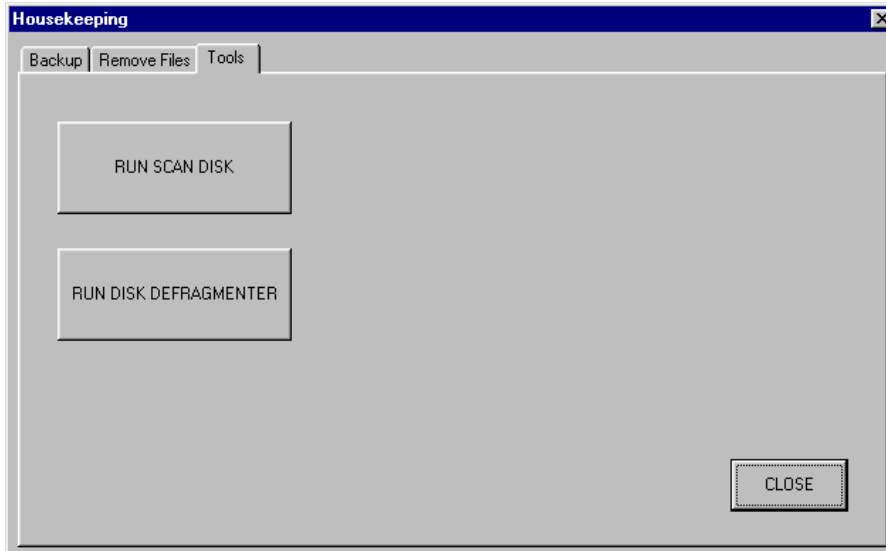 Housekeeping
Backup Remove Files Tools
RUN SCAN DISK
RUN DISK DEFRAGMENTER
CLOSE